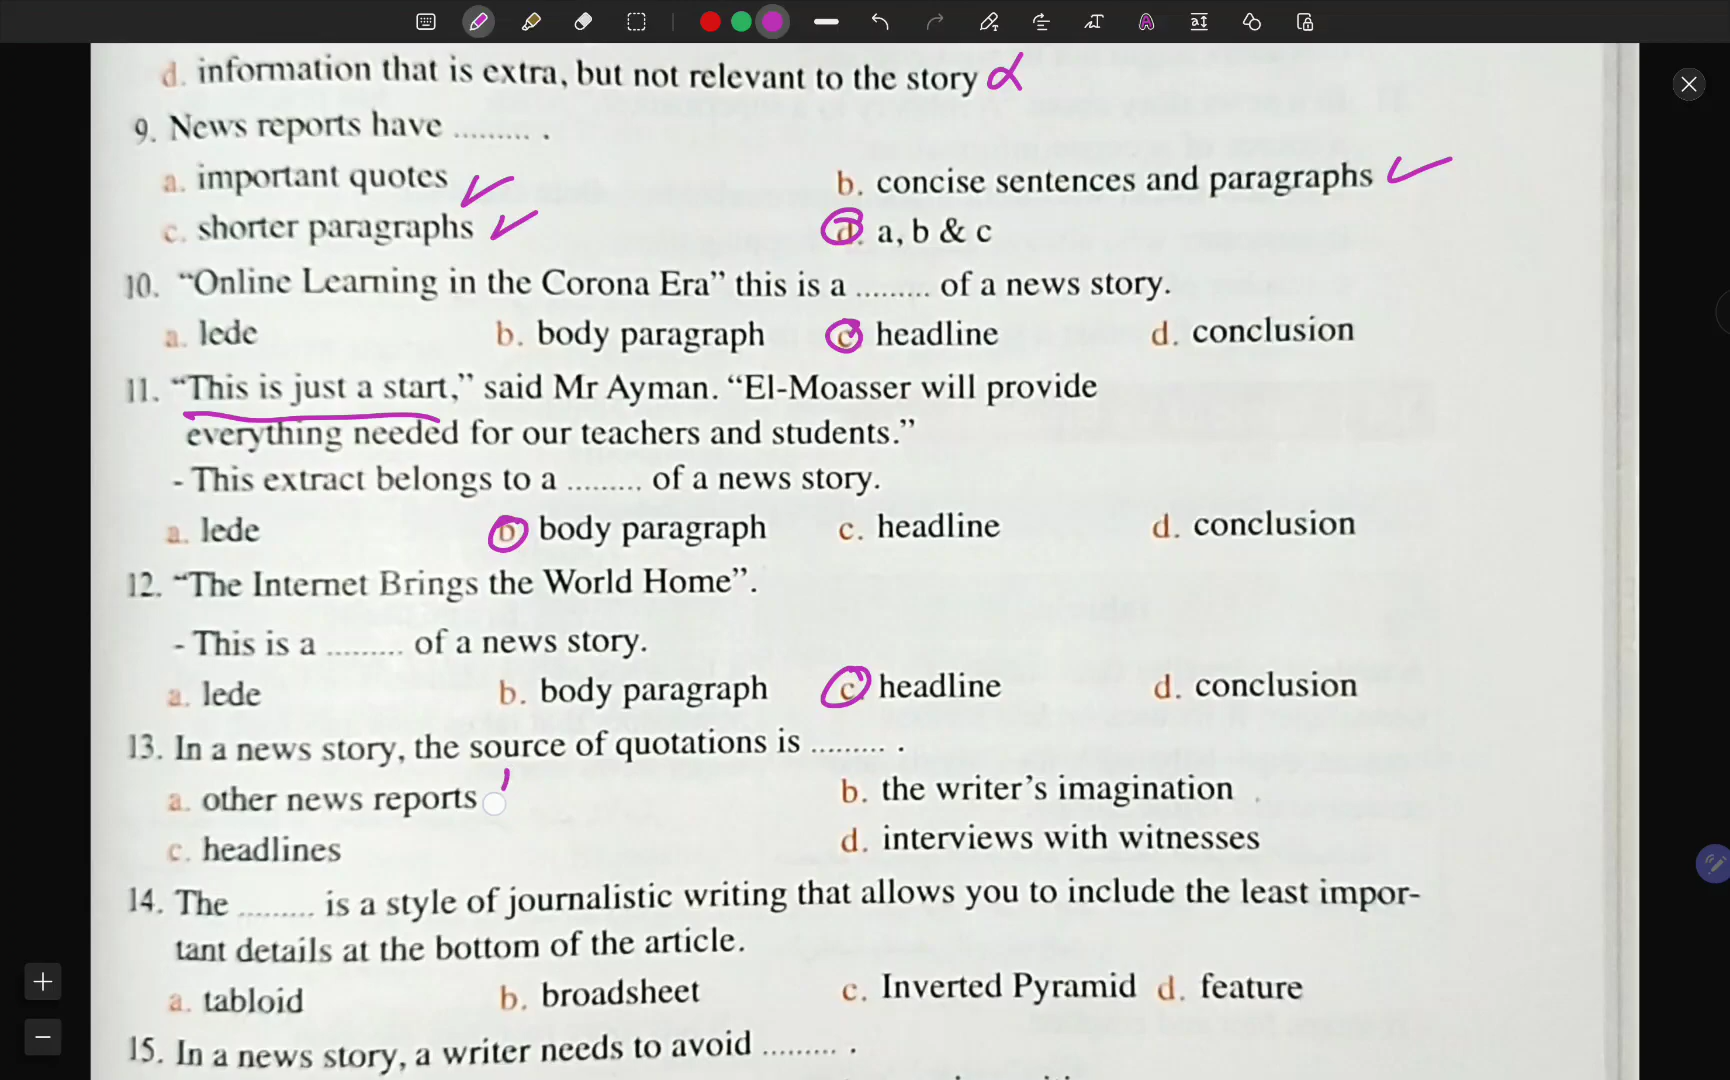 d. information that is extra, but not relevant to the story
9. News reports have ......... .
a. important quotes b. concise sentences and paragraphs
c. shorter paragraphs d. a, b & c
10. “Online Learning in the Corona Era” this is a ......... of a news story.
a. lede b. body paragraph c. headline d. conclusion
11. “This is just a start,” said Mr Ayman. “El-Moasser will provide
everything needed for our teachers and students.”
- This extract belongs to a ......... of a news story.
a. lede b. body paragraph c. headline d. conclusion
12. “The Internet Brings the World Home”.
- This is a ......... of a news story.
a. lede b. body paragraph c. headline d. conclusion
13. In a news story, the source of quotations is ......... .
a. other news reports b. the writer’s imagination
c. headlines d. interviews with witnesses
14. The ......... is a style of journalistic writing that allows you to include the least impor-
tant details at the bottom of the article.
a. tabloid b. broadsheet c. Inverted Pyramid d. feature
15. In a news story, a writer needs to avoid ......... .